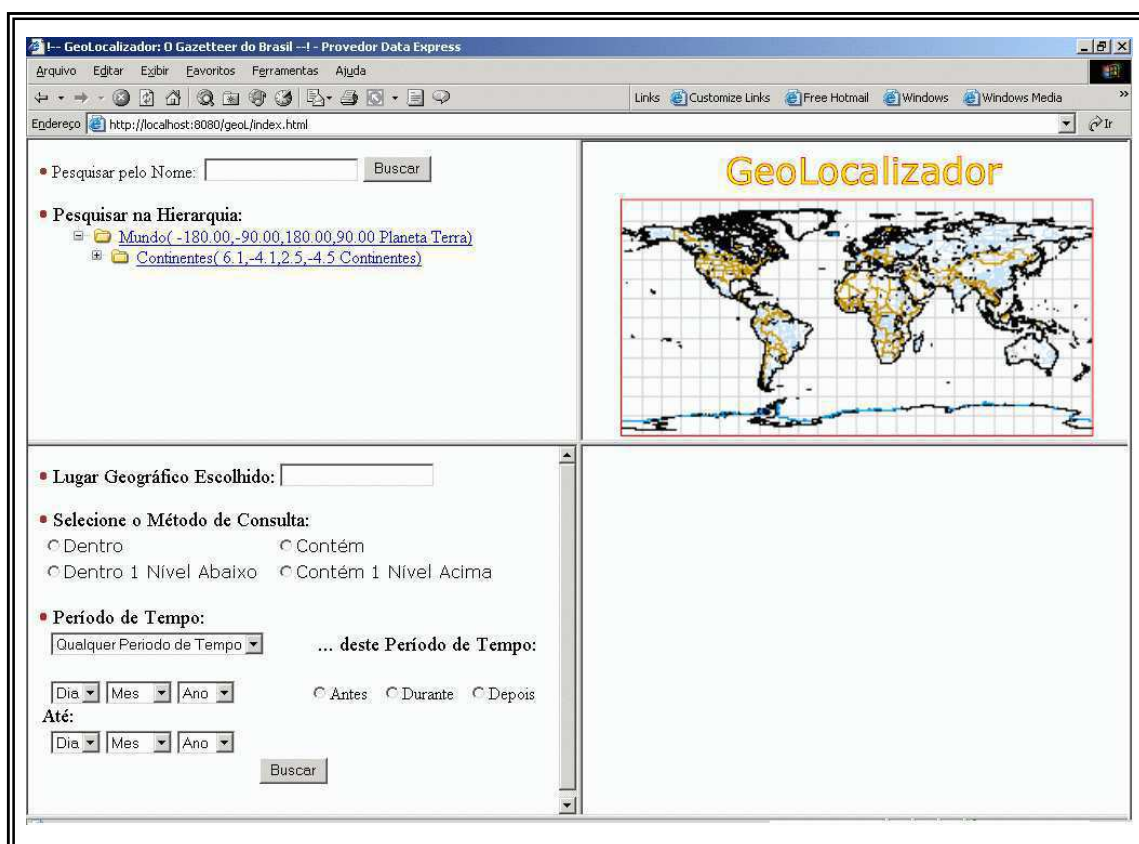 !-- GeoLocalizador: O Gazetteer do Brasil --! - Provedor Data Express
Arquivo Editar Exibir Favoritos Ferramentas Ajuda
Links Customize Links Free Hotmail Windows Windows Media »
Endereço http://localhost:8080/geoL/index.html Ir
• Pesquisar pelo Nome: Buscar
• Pesquisar na Hierarquia:
Mundo( -180.00,-90.00,180.00,90.00 Planeta Terra)
Continentes( 6.1,-4.1,2.5,-4.5 Continentes)
GeoLocalizador
• Lugar Geográfico Escolhido:
• Selecione o Método de Consulta:
Dentro Contém
Dentro 1 Nível Abaixo Contém 1 Nível Acima
• Período de Tempo:
Qualquer Periodo de Tempo ... deste Período de Tempo:
Dia Mes Ano Antes Durante Depois
Até:
Dia Mes Ano
Buscar